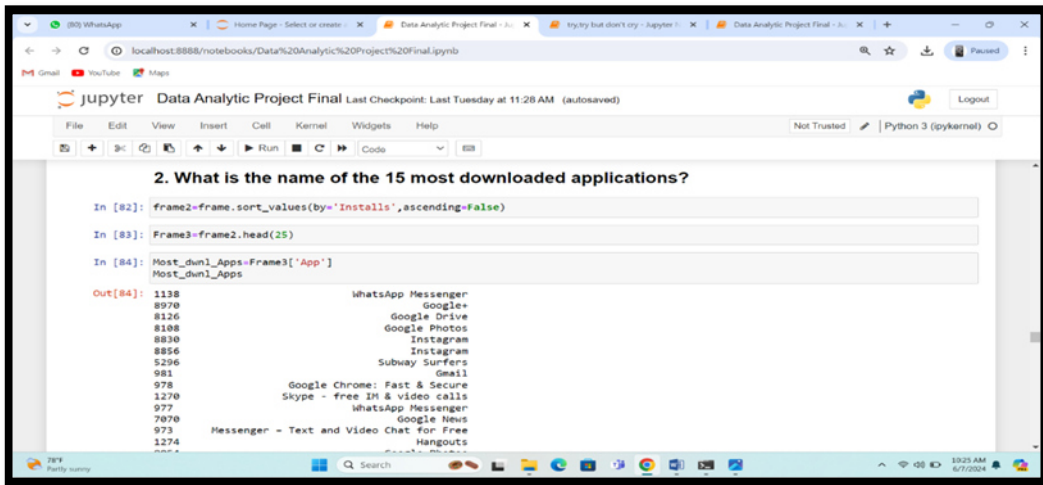 (80) WhatsApp
Home Page - Select or create
Data Analytic Project Final - Ju
try,try but don't cry - Jupyter
Data Analytic Project Final - Ju
localhost:8888/notebooks/Data%20Analytic%20Project%20Final.ipynb
Paused
Gmail YouTube Maps
jupyter Data Analytic Project Final Last Checkpoint: Last Tuesday at 11:28 AM (autosaved)
Logout
File Edit View Insert Cell Kernel Widgets Help
Not Trusted Python 3 (ipykernel)
Run Code
2. What is the name of the 15 most downloaded applications?
In [82]: frame2=frame.sort_values(by='Installs',ascending=False)
In [83]: Frame3=frame2.head(25)
In [84]: Most_dwnl_Apps=Frame3['App']
Most_dwnl_Apps
Out[84]: 1138 WhatsApp Messenger
8970 Google+
8126 Google Drive
8108 Google Photos
8830 Instagram
8856 Instagram
5296 Subway Surfers
981 Gmail
978 Google Chrome: Fast & Secure
1270 Skype - free IM & video calls
977 WhatsApp Messenger
7070 Google News
973 Messenger – Text and Video Chat for Free
1274 Hangouts
78°F
Partly sunny
Search
10:25 AM
6/7/2024